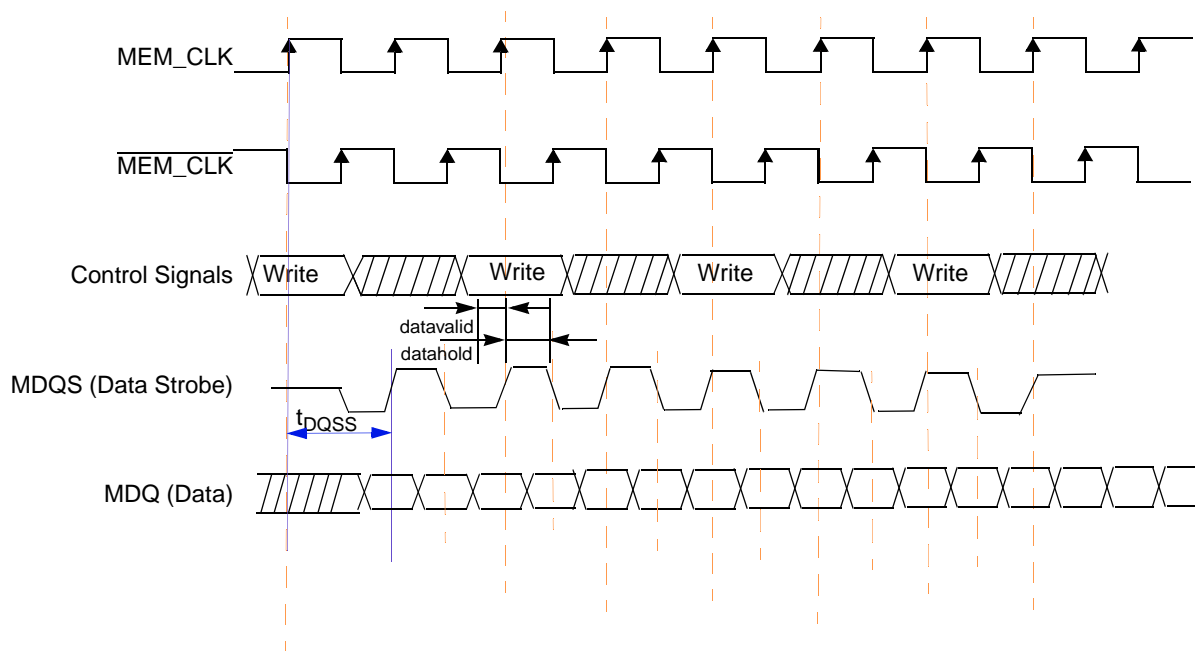 MEM_CLK
MEM_CLK
Control Signals Write Write Write Write
datavalid
datahold
MDQS (Data Strobe)
tDQSS
MDQ (Data)